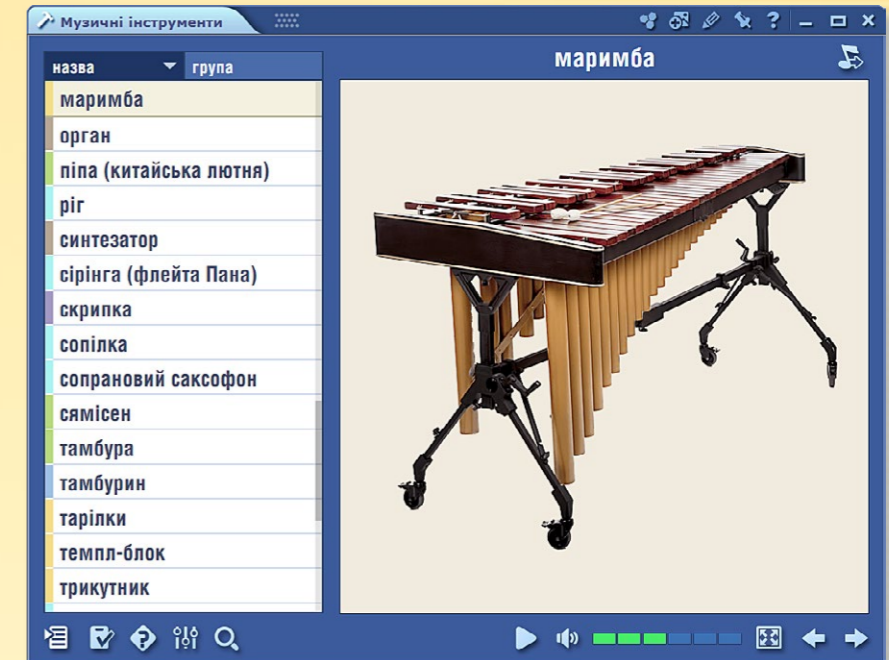 Музичні інструменти
назва група
маримба
маримба
орган
піпа (китайська лютня)
ріг
синтезатор
сірінга (флейта Пана)
скрипка
сопілка
сопрановий саксофон
сямісен
тамбура
тамбурин
тарілки
темпл-блок
трикутник